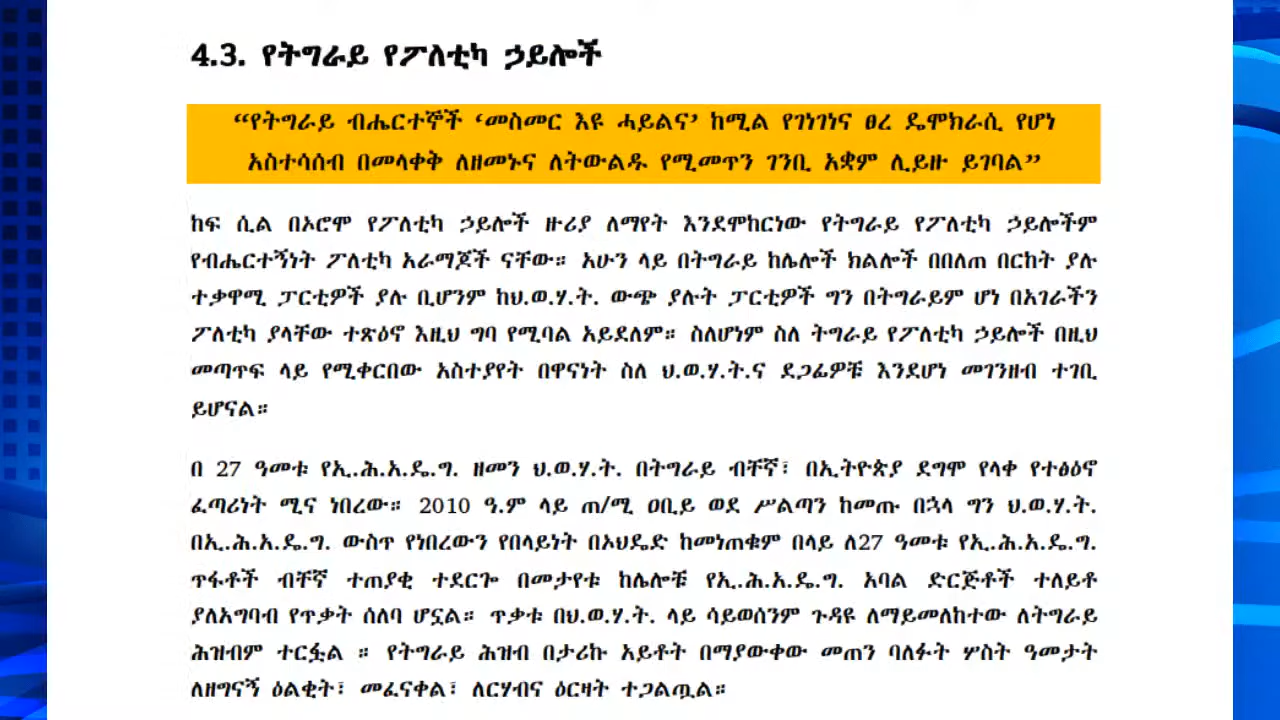 4.3. የትግራይ የፖለቲካ ኃይሎች
“የትግራይ ብሔርተኞች ‘መስመር እዩ ሓይልና’ ከሚል የገነገነና ፀረ ዴሞክራሲ የሆነ
አስተሳሰብ በመላቀቅ ለዘመኑና ለትውልዱ የሚመጥን ገንቢ አቋም ሊይዙ ይገባል”
ከፍ ሲል በኦሮሞ የፖለቲካ ኃይሎች ዙሪያ ለማየት እንደሞከርነው የትግራይ የፖለቲካ ኃይሎችም
የብሔርተኝነት ፖለቲካ አራማጆች ናቸው። አሁን ላይ በትግራይ ከሌሎች ክልሎች በበለጠ በርከት ያሉ
ተቃዋሚ ፓርቲዎች ያሉ ቢሆንም ከህ.ወ.ሃ.ት. ውጭ ያሉት ፓርቲዎች ግን በትግራይም ሆነ በአገራችን
ፖለቲካ ያላቸው ተጽዕኖ እዚህ ግባ የሚባል አይደለም። ስለሆነም ስለ ትግራይ የፖለቲካ ኃይሎች በዚህ
መጣጥፍ ላይ የሚቀርበው አስተያየት በዋናነት ስለ ህ.ወ.ሃ.ት.ና ደጋፊዎቹ እንደሆነ መገንዘብ ተገቢ
ይሆናል።
በ 27 ዓመቱ የኢ.ሕ.አ.ዴ.ግ. ዘመን ህ.ወ.ሃ.ት. በትግራይ ብቸኛ፣ በኢትዮጵያ ደግሞ የላቀ የተፅዕኖ
ፈጣሪነት ሚና ነበረው። 2010 ዓ.ም ላይ ጠ/ሚ ዐቢይ ወደ ሥልጣን ከመጡ በኋላ ግን ህ.ወ.ሃ.ት.
በኢ.ሕ.አ.ዴ.ግ. ውስጥ የነበረውን የበላይነት በኦህዴድ ከመነጠቁም በላይ ለ27 ዓመቱ የኢ.ሕ.አ.ዴ.ግ.
ጥፋቶች ብቸኛ ተጠያቂ ተደርጐ በመታየቱ ከሌሎቹ የኢ.ሕ.አ.ዴ.ግ. አባል ድርጅቶች ተለይቶ
ያለአግባብ የጥቃት ሰለባ ሆኗል። ጥቃቱ በህ.ወ.ሃ.ት. ላይ ሳይወሰንም ጉዳዩ ለማይመለከተው ለትግራይ
ሕዝብም ተርፏል ። የትግራይ ሕዝብ በታሪኩ አይቶት በማያውቀው መጠን ባለፉት ሦስት ዓመታት
ለዘግናኝ ዕልቂት፣ መፈናቀል፣ ለርሃብና ዕርዛት ተጋልጧል።